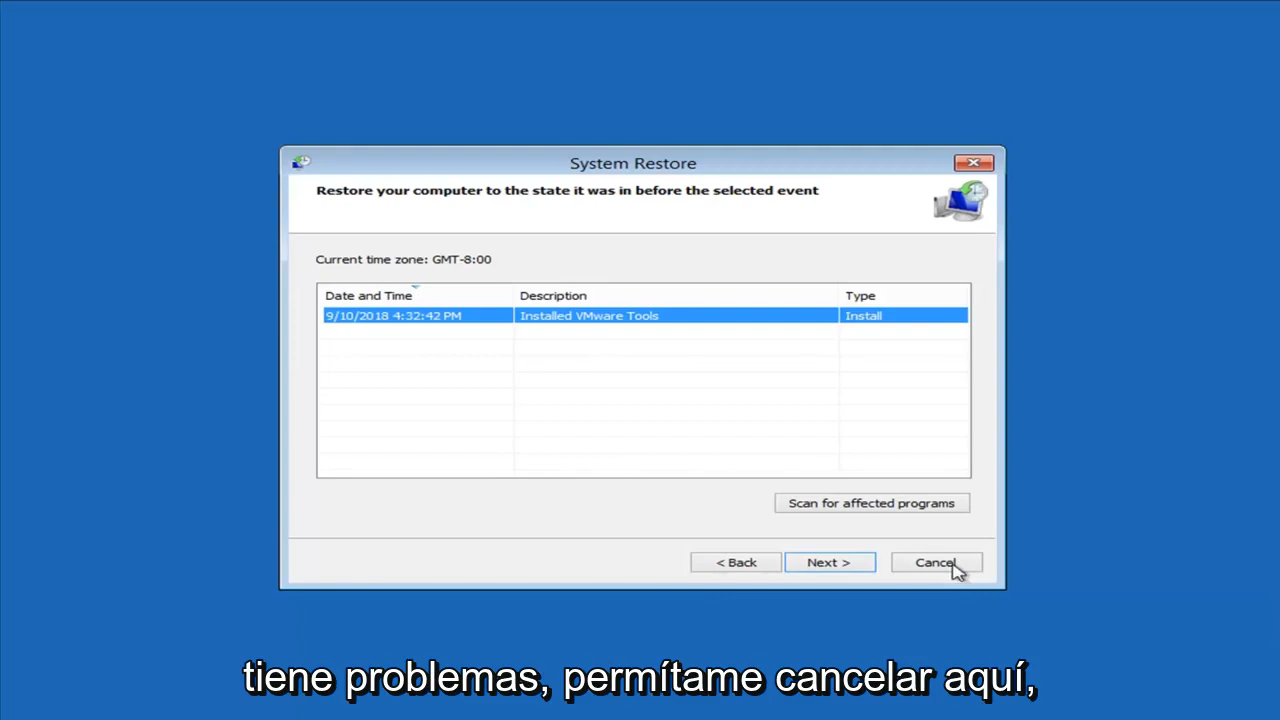 System Restore
Restore your computer to the state it was in before the selected event
Current time zone: GMT-8:00
Date and Time Description Type
9/10/2018 4:32:42 PM Installed VMware Tools Install
Scan for affected programs
< Back Next > Cancel
tiene problemas, permítame cancelar aquí,